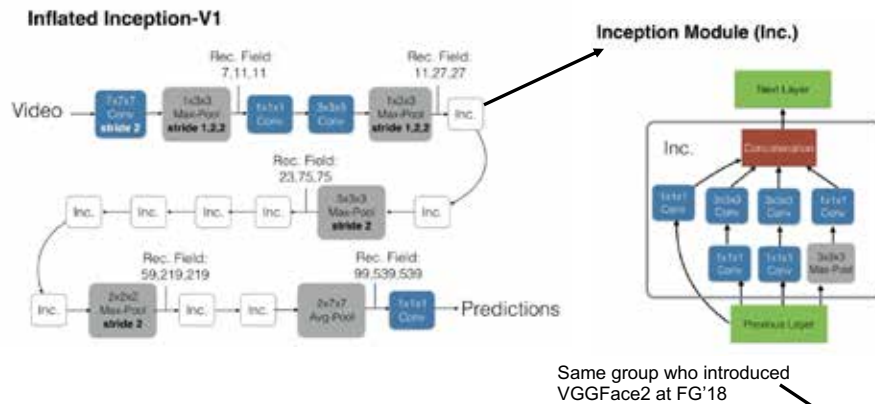 Inflated Inception-V1
Video
7x7x7
Conv
stride 2
1x3x3
Max-Pool
stride 1,2,2
Rec. Field:
7,11,11
1x1x1
Conv
3x3x3
Conv
1x3x3
Max-Pool
stride 1,2,2
Rec. Field:
11,27,27
Inc.
Inc.
3x3x3
Max-Pool
stride 2
Rec. Field:
23,75,75
Inc.
Inc.
Inc.
Inc.
Inc.
2x2x2
Max-Pool
stride 2
Rec. Field:
59,219,219
Inc.
Inc.
2x7x7
Avg-Pool
Rec. Field:
99,539,539
1x1x1
Conv
Predictions
Inception Module (Inc.)
Next Layer
Inc.
Concatenation
1x1x1
Conv
3x3x3
Conv
3x3x3
Conv
1x1x1
Conv
1x1x1
Conv
1x1x1
Conv
3x3x3
Max-Pool
Previous Layer
Same group who introduced
VGGFace2 at FG'18